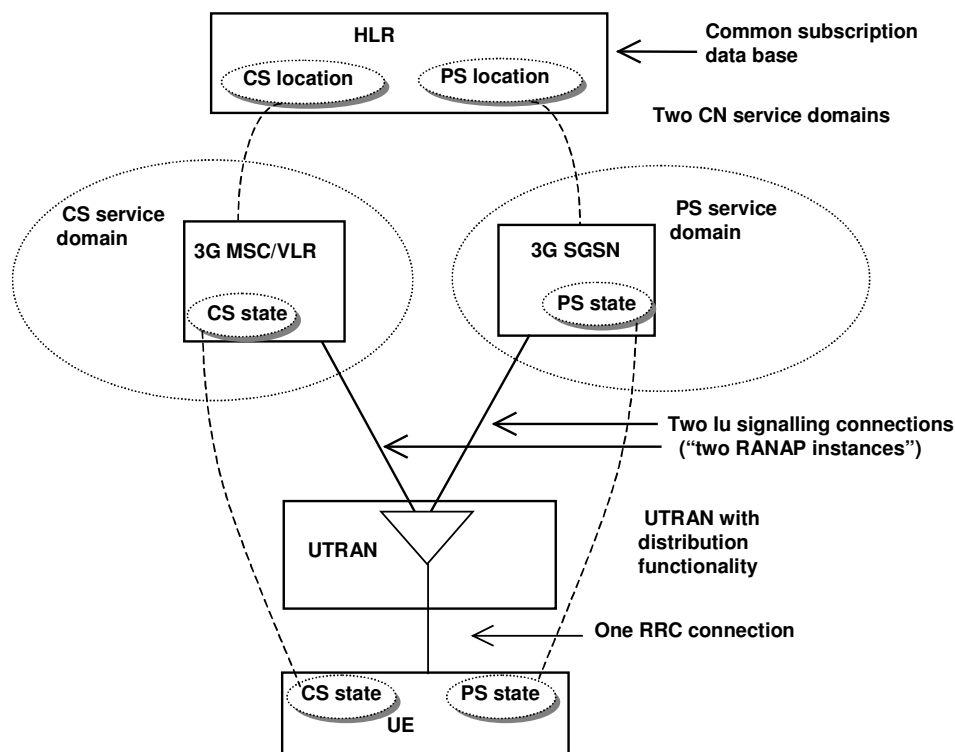 HLR
Common subscription
data base
CS location
PS location
Two CN service domains
CS service
domain
PS service
domain
3G MSC/VLR
3G SGSN
CS state
PS state
Two Iu signalling connections
(“two RANAP instances”)
UTRAN
UTRAN with
distribution
functionality
One RRC connection
CS state
PS state
UE